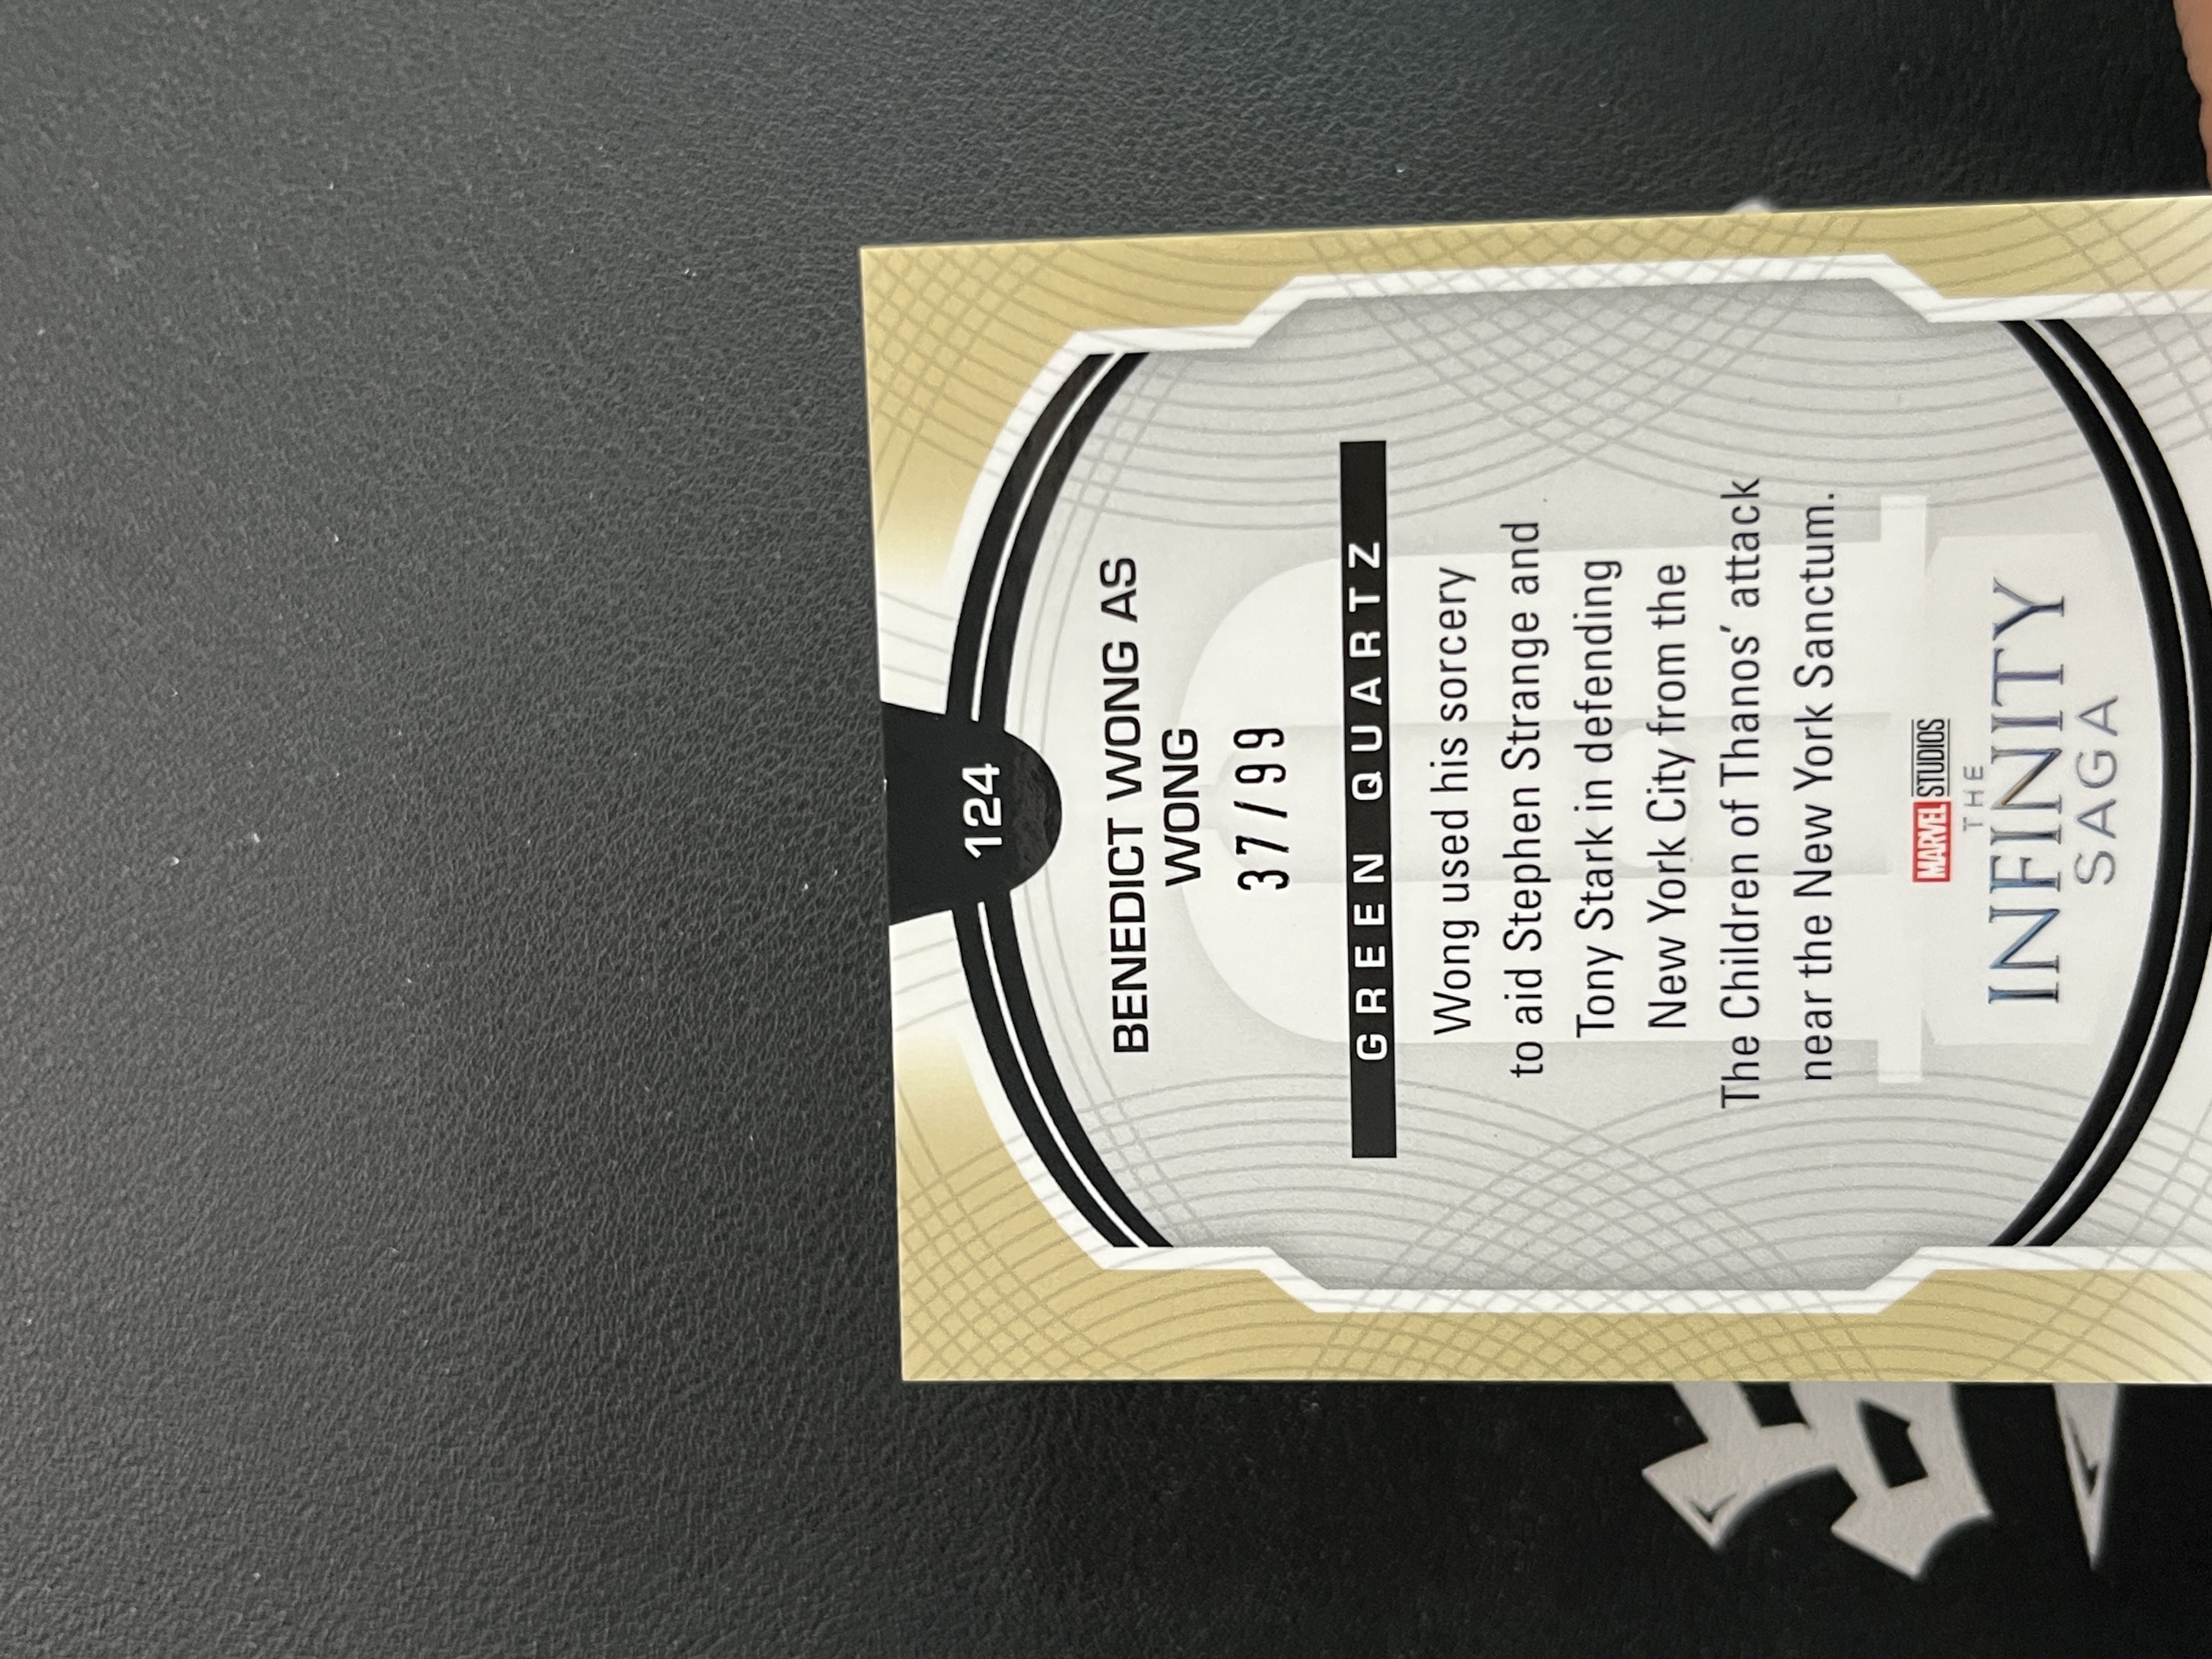 124
BENEDICT WONG AS
WONG
37/99
GREEN QUARTZ
Wong used his sorcery
to aid Stephen Strange and
Tony Stark in defending
New York City from the
The Children of Thanos’ attack
near the New York Sanctum.
MARVEL STUDIOS
THE
INFINITY
SAGA